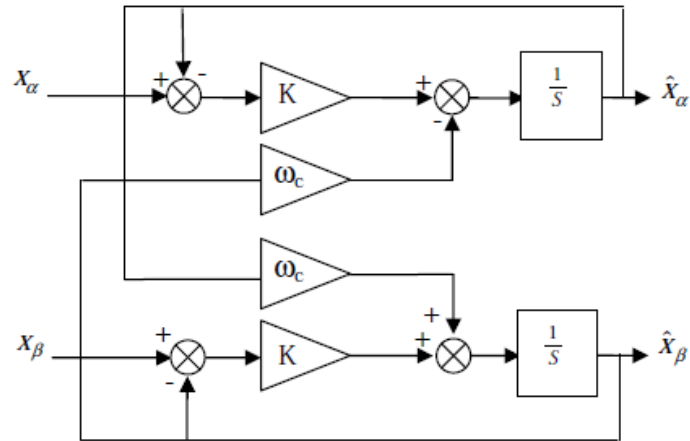 -
Xα + K + 1/S X̂α
-
ωc
ωc
+
Xβ + K + 1/S X̂β
-